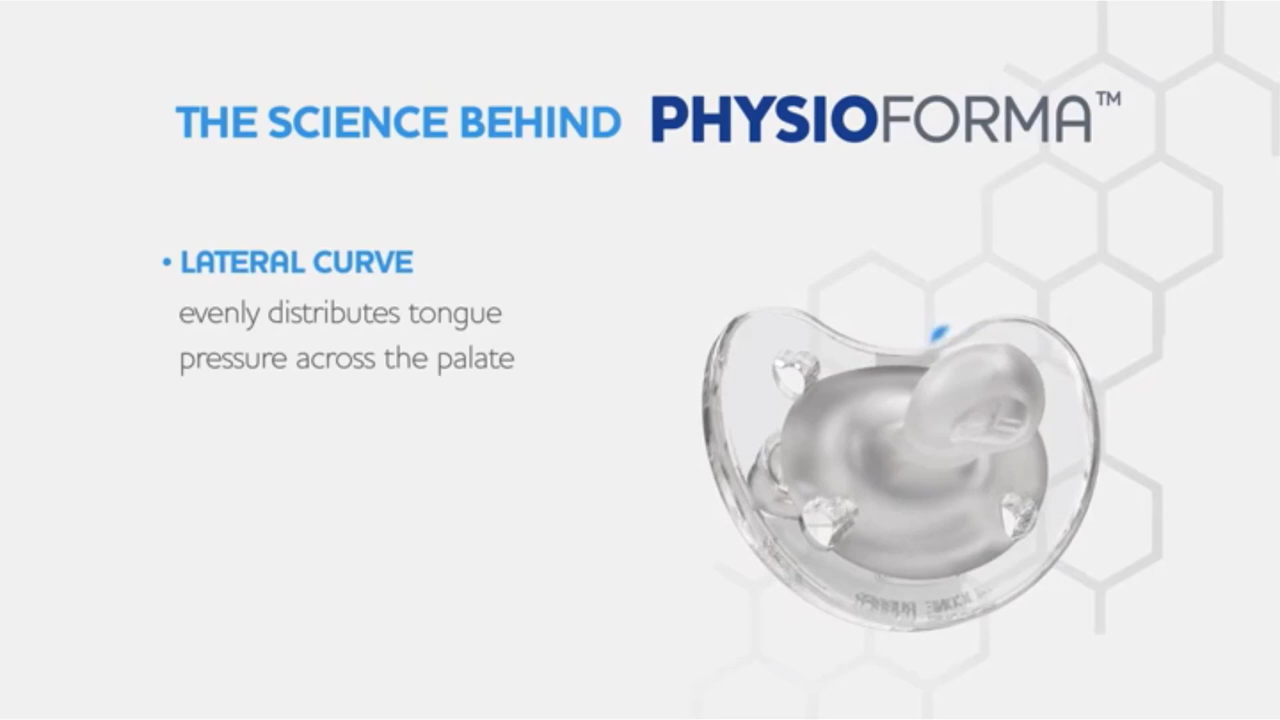 THE SCIENCE BEHIND PHYSIOFORMA™
• LATERAL CURVE
evenly distributes tongue
pressure across the palate